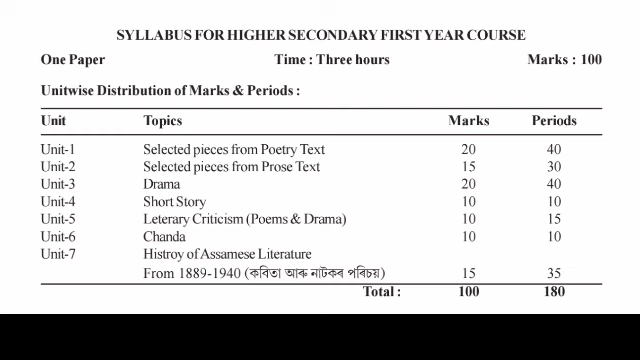 SYLLABUS FOR HIGHER SECONDARY FIRST YEAR COURSE
One Paper Time : Three hours Marks : 100
Unitwise Distribution of Marks & Periods :
Unit Topics Marks Periods
Unit-1 Selected pieces from Poetry Text 20 40
Unit-2 Selected pieces from Prose Text 15 30
Unit-3 Drama 20 40
Unit-4 Short Story 10 10
Unit-5 Leterary Criticism (Poems & Drama) 10 15
Unit-6 Chanda 10 10
Unit-7 Histroy of Assamese Literature
From 1889-1940 (কবিতা আৰু নাটকৰ পৰিচয়) 15 35
Total : 100 180